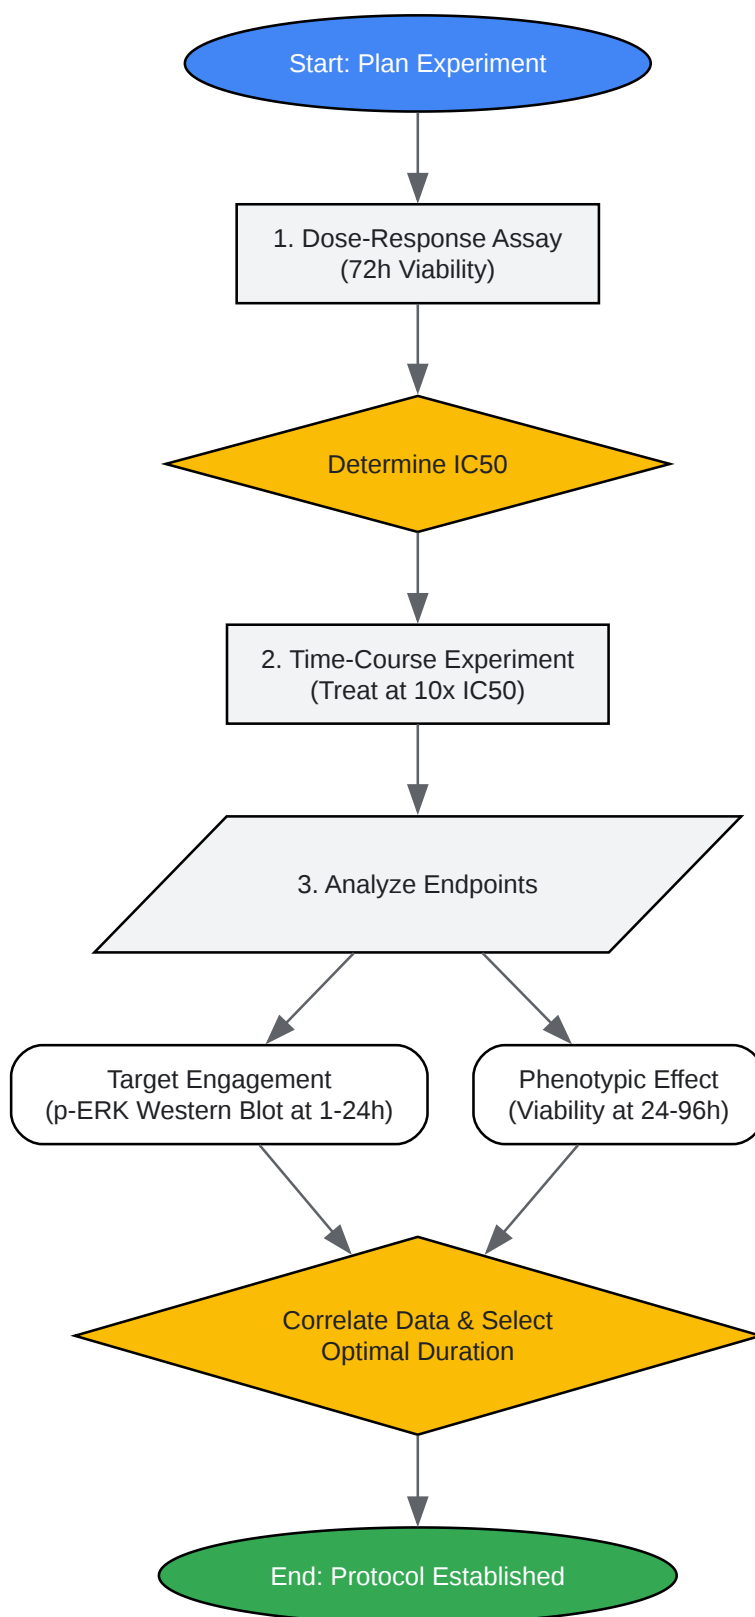 Start: Plan Experiment
1. Dose-Response Assay
(72h Viability)
Determine IC50
2. Time-Course Experiment
(Treat at 10x IC50)
3. Analyze Endpoints
Target Engagement
(p-ERK Western Blot at 1-24h)
Phenotypic Effect
(Viability at 24-96h)
Correlate Data & Select
Optimal Duration
End: Protocol Established